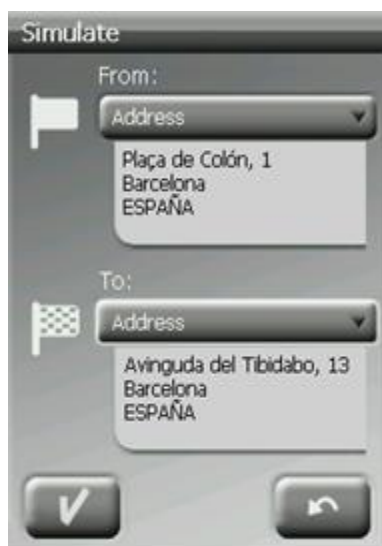 Simulate
From:
Address
Plaça de Colón, 1
Barcelona
ESPAÑA
To:
Address
Avinguda del Tibidabo, 13
Barcelona
ESPAÑA